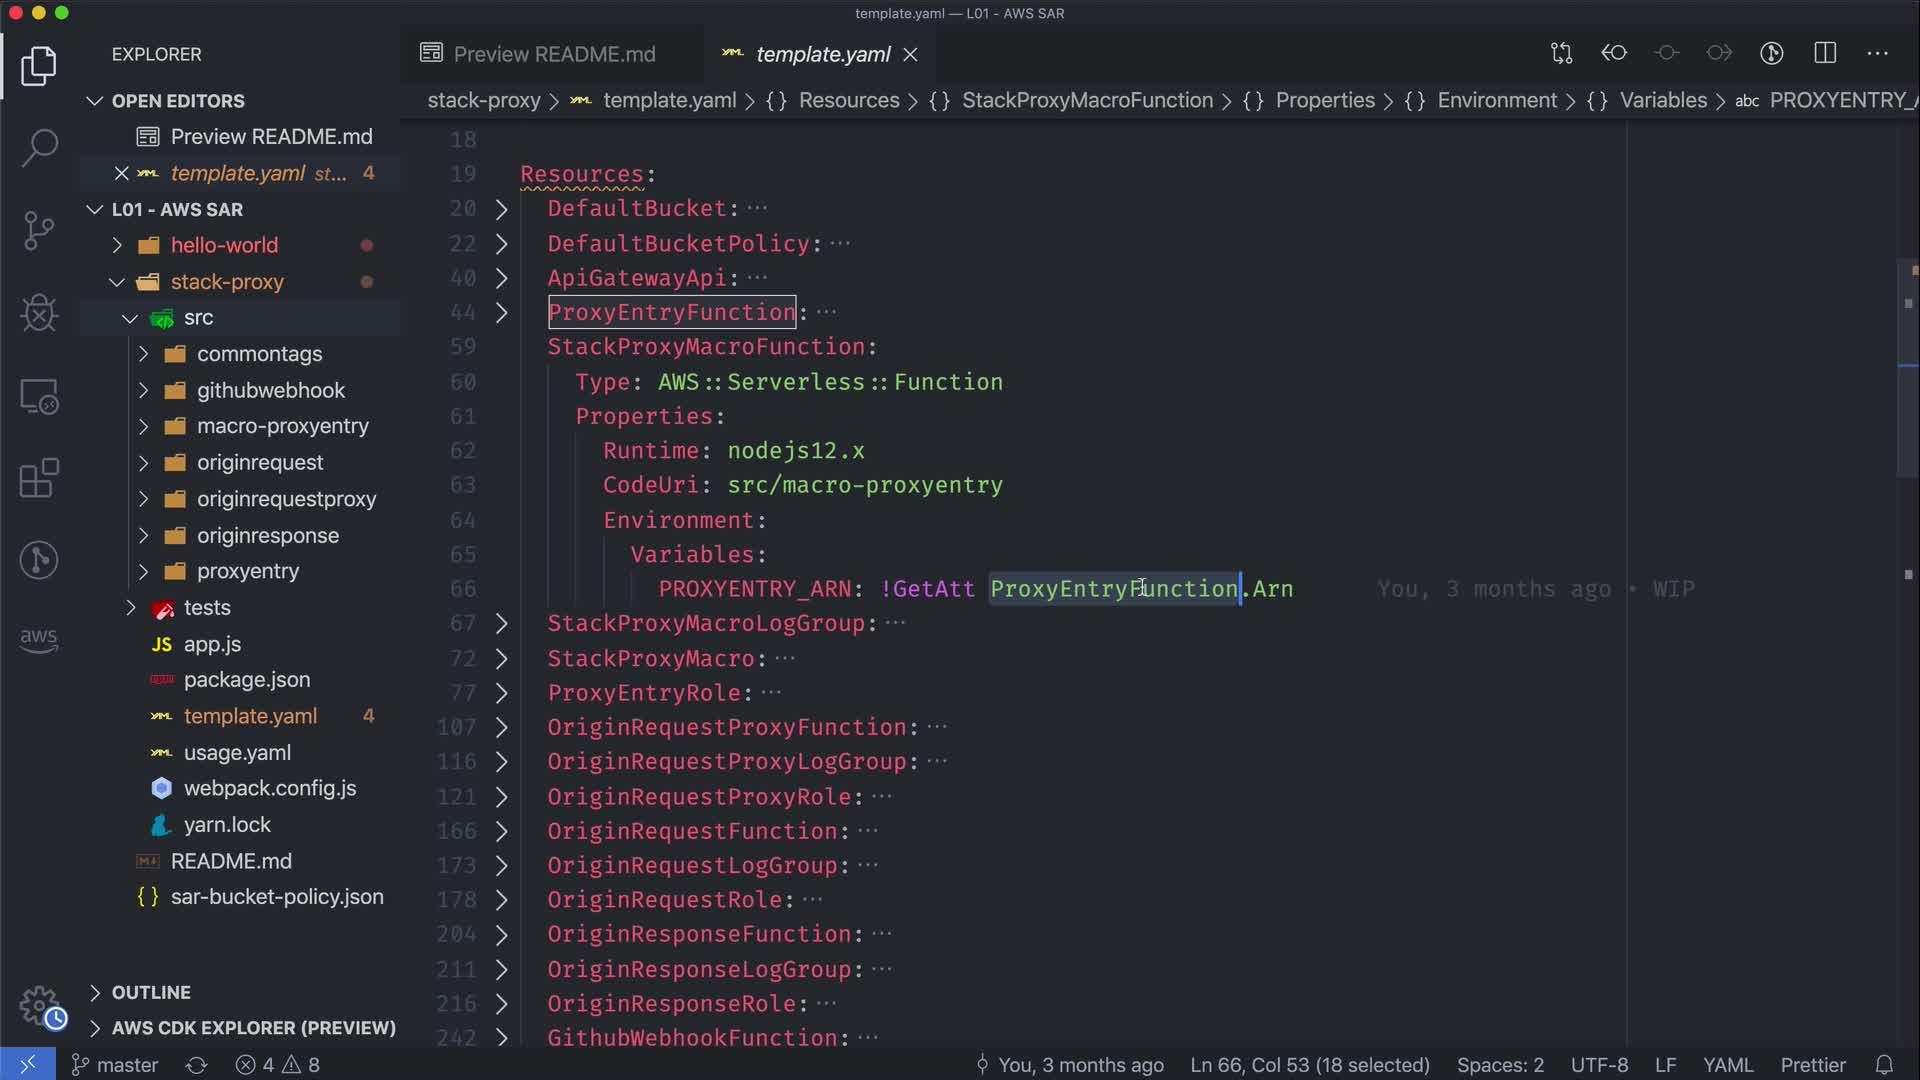 template.yaml — L01 - AWS SAR
EXPLORER
OPEN EDITORS
Preview README.md
template.yaml st... 4
L01 - AWS SAR
hello-world
stack-proxy
src
commontags
githubwebhook
macro-proxyentry
originrequest
originrequestproxy
originresponse
proxyentry
tests
app.js
package.json
template.yaml 4
usage.yaml
webpack.config.js
yarn.lock
README.md
sar-bucket-policy.json
OUTLINE
AWS CDK EXPLORER (PREVIEW)
aws
Preview README.md
template.yaml
stack-proxy > template.yaml > {} Resources > {} StackProxyMacroFunction > {} Properties > {} Environment > {} Variables > abc PROXYENTRY_A
18
19 Resources:
20 DefaultBucket: ···
22 DefaultBucketPolicy: ···
40 ApiGatewayApi: ···
44 ProxyEntryFunction: ···
59 StackProxyMacroFunction:
60 Type: AWS::Serverless::Function
61 Properties:
62 Runtime: nodejs12.x
63 CodeUri: src/macro-proxyentry
64 Environment:
65 Variables:
66 PROXYENTRY_ARN: !GetAtt ProxyEntryFunction.Arn You, 3 months ago • WIP
67 StackProxyMacroLogGroup: ···
72 StackProxyMacro: ···
77 ProxyEntryRole: ···
107 OriginRequestProxyFunction: ···
116 OriginRequestProxyLogGroup: ···
121 OriginRequestProxyRole: ···
166 OriginRequestFunction: ···
173 OriginRequestLogGroup: ···
178 OriginRequestRole: ···
204 OriginResponseFunction: ···
211 OriginResponseLogGroup: ···
216 OriginResponseRole: ···
242 GithubWebhookFunction: ···
master 4 8 You, 3 months ago Ln 66, Col 53 (18 selected) Spaces: 2 UTF-8 LF YAML Prettier